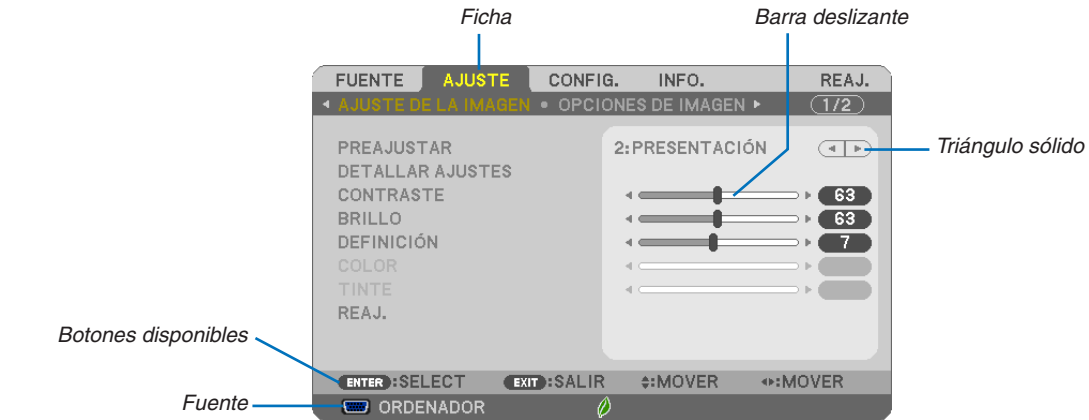 Ficha Barra deslizante
FUENTE AJUSTE CONFIG. INFO. REAJ.
AJUSTE DE LA IMAGEN OPCIONES DE IMAGEN 1/2
PREAJUSTAR 2:PRESENTACIÓN Triángulo sólido
DETALLAR AJUSTES
CONTRASTE 63
BRILLO 63
DEFINICIÓN 7
COLOR
TINTE
REAJ.
Botones disponibles
ENTER :SELECT EXIT :SALIR :MOVER :MOVER
Fuente ORDENADOR